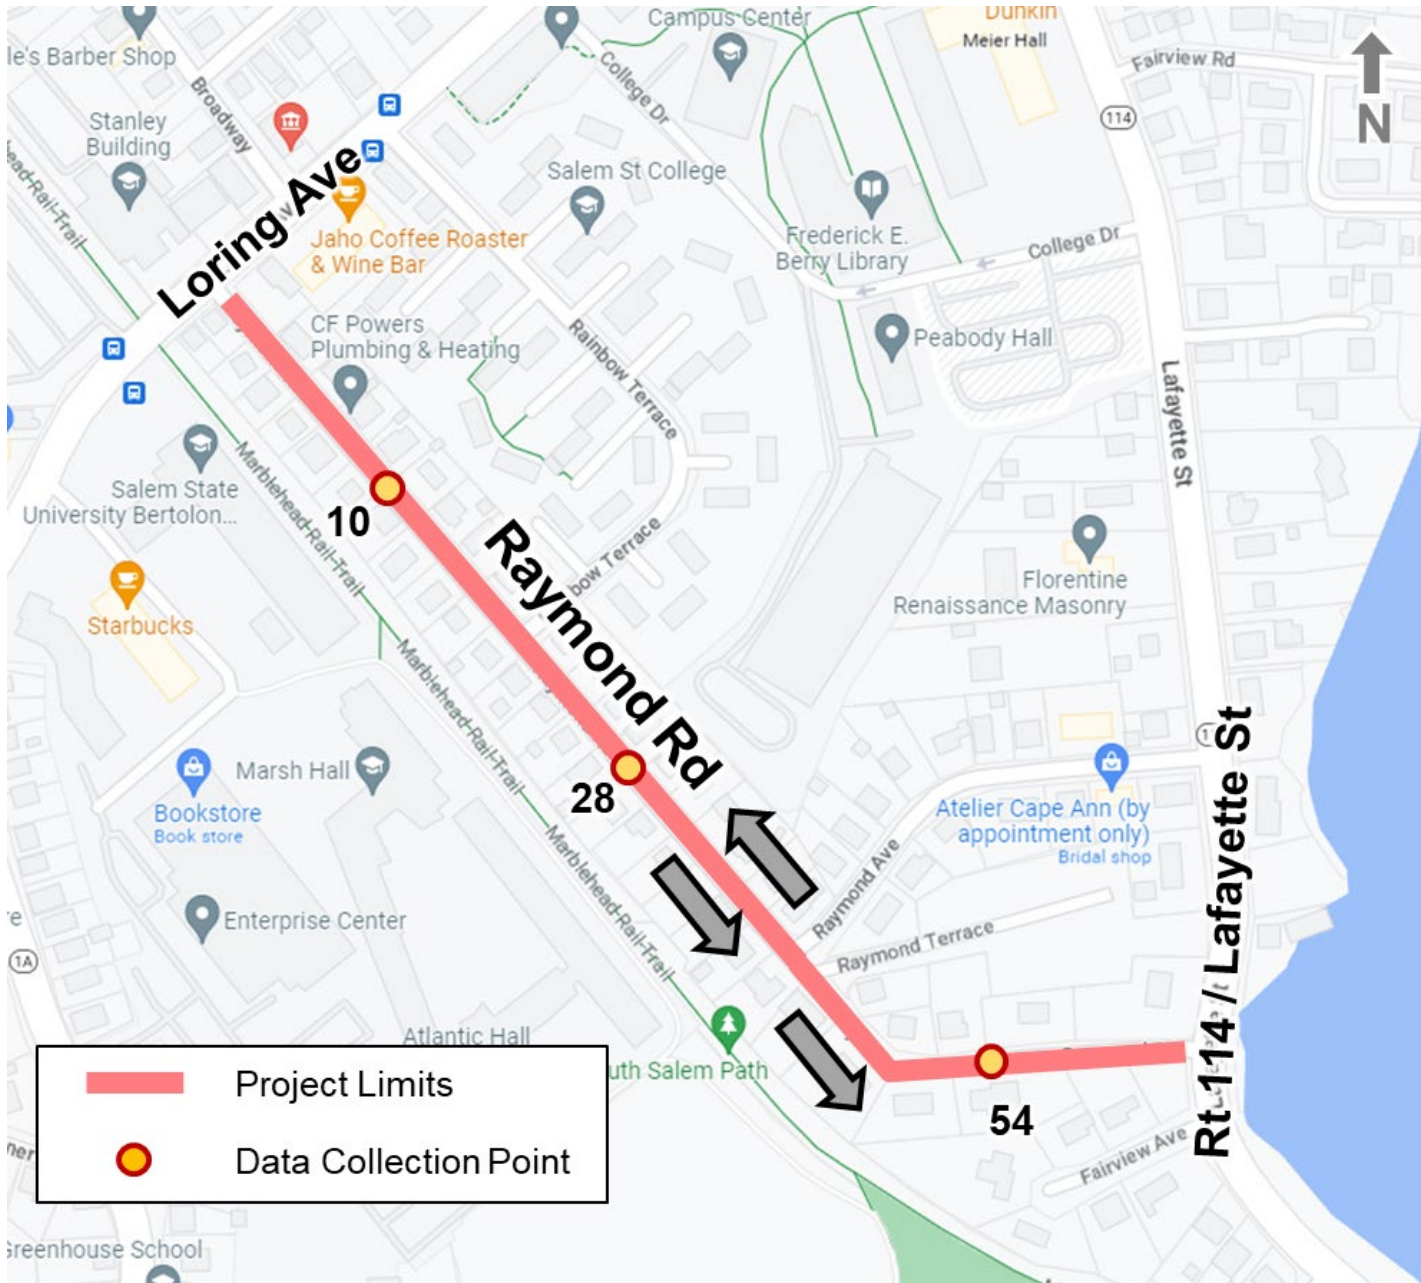 Dunkin
Campus Center
Meier Hall
le's Barber Shop
Fairview Rd
College Dr
Broadway
114
N
Stanley
Building
Salem St College
Loring Ave
Rail-Trail
Jaho Coffee Roaster
& Wine Bar
Frederick E.
Berry Library
College Dr
CF Powers
Plumbing & Heating
Peabody Hall
Rainbow Terrace
Lafayette St
Marblehead Rail-Trail
Salem State
University Bertolon...
10
Raymond Rd
bow Terrace
Florentine
Renaissance Masonry
Starbucks
Marblehead Rail-Trail
Rt 114 / Lafayette St
Marsh Hall
28
Bookstore
Book store
Atelier Cape Ann (by
appointment only)
Bridal shop
Marblehead Rail-Trail
Raymond Ave
Enterprise Center
Raymond Terrace
1A
Atlantic Hall
uth Salem Path
Project Limits
54
Data Collection Point
Fairview Ave
Greenhouse School